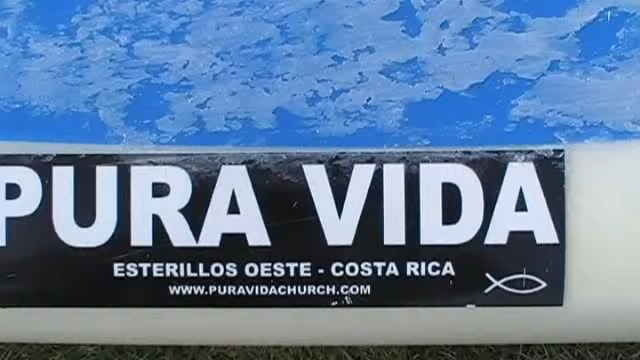 PURA VIDA
ESTERILLOS OESTE - COSTA RICA
WWW.PURAVIDACHURCH.COM